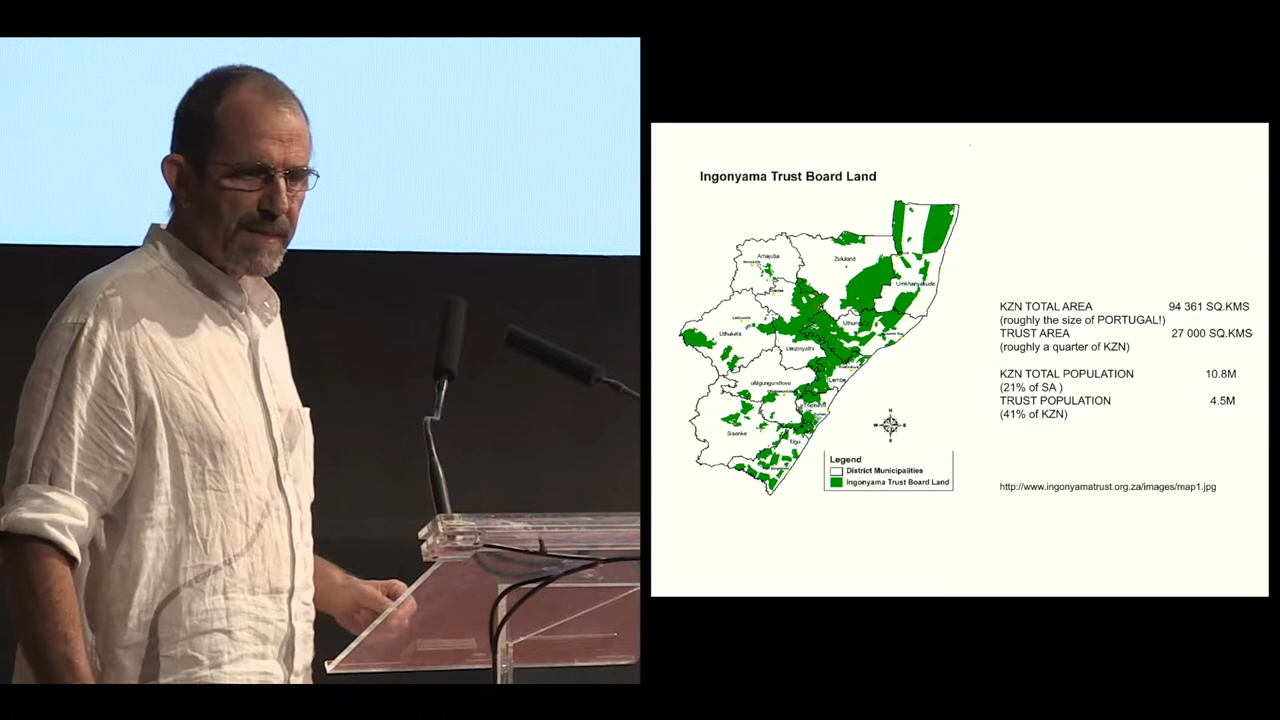 Ingonyama Trust Board Land
Amajuba
Zululand
Umkhanyakude
Uthukela
Umzinyathi
uMgungundlovu
Sisonke
Ugu
N
W
E
S
Legend
District Municipalities
Ingonyama Trust Board Land
KZN TOTAL AREA 94 361 SQ.KMS
(roughly the size of PORTUGAL!)
TRUST AREA 27 000 SQ.KMS
(roughly a quarter of KZN)
KZN TOTAL POPULATION 10.8M
(21% of SA )
TRUST POPULATION 4.5M
(41% of KZN)
http://www.ingonyamatrust.org.za/images/map1.jpg